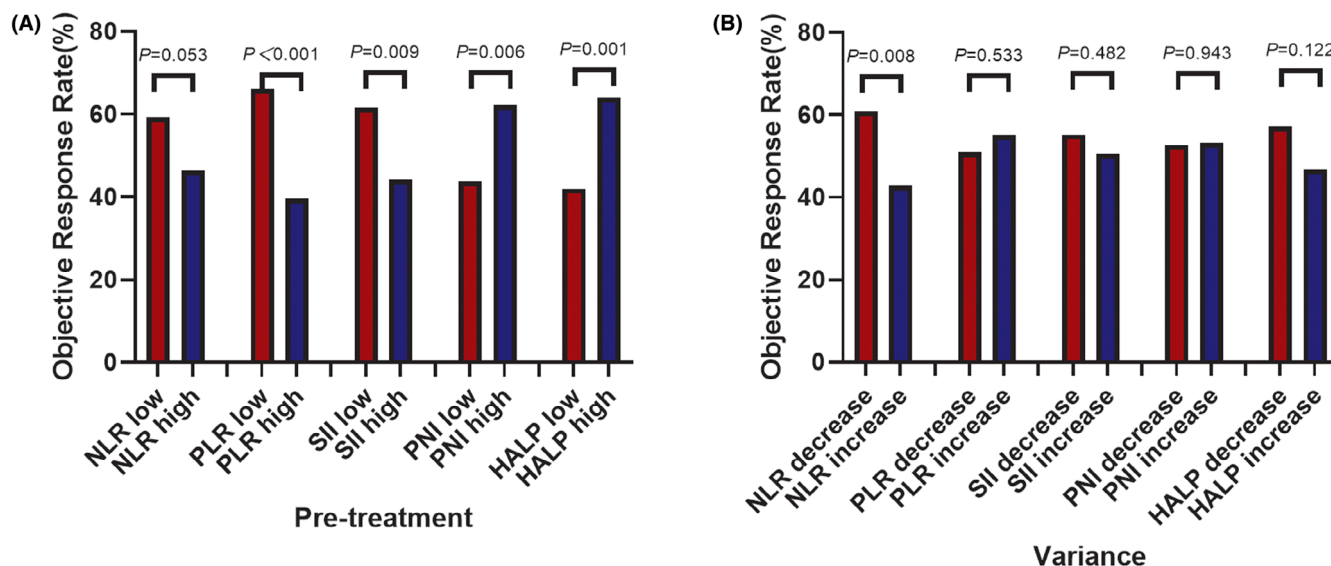 (A)
Objective Response Rate(%)
80
60
40
20
0
P=0.053
P<0.001
P=0.009
P=0.006
P=0.001
NLR low
NLR high
PLR low
PLR high
SII low
SII high
PNI low
PNI high
HALP low
HALP high
Pre-treatment
(B)
Objective Response Rate(%)
80
60
40
20
0
P=0.008
P=0.533
P=0.482
P=0.943
P=0.122
NLR decrease
NLR increase
PLR decrease
PLR increase
SII decrease
SII increase
PNI decrease
PNI increase
HALP decrease
HALP increase
Variance